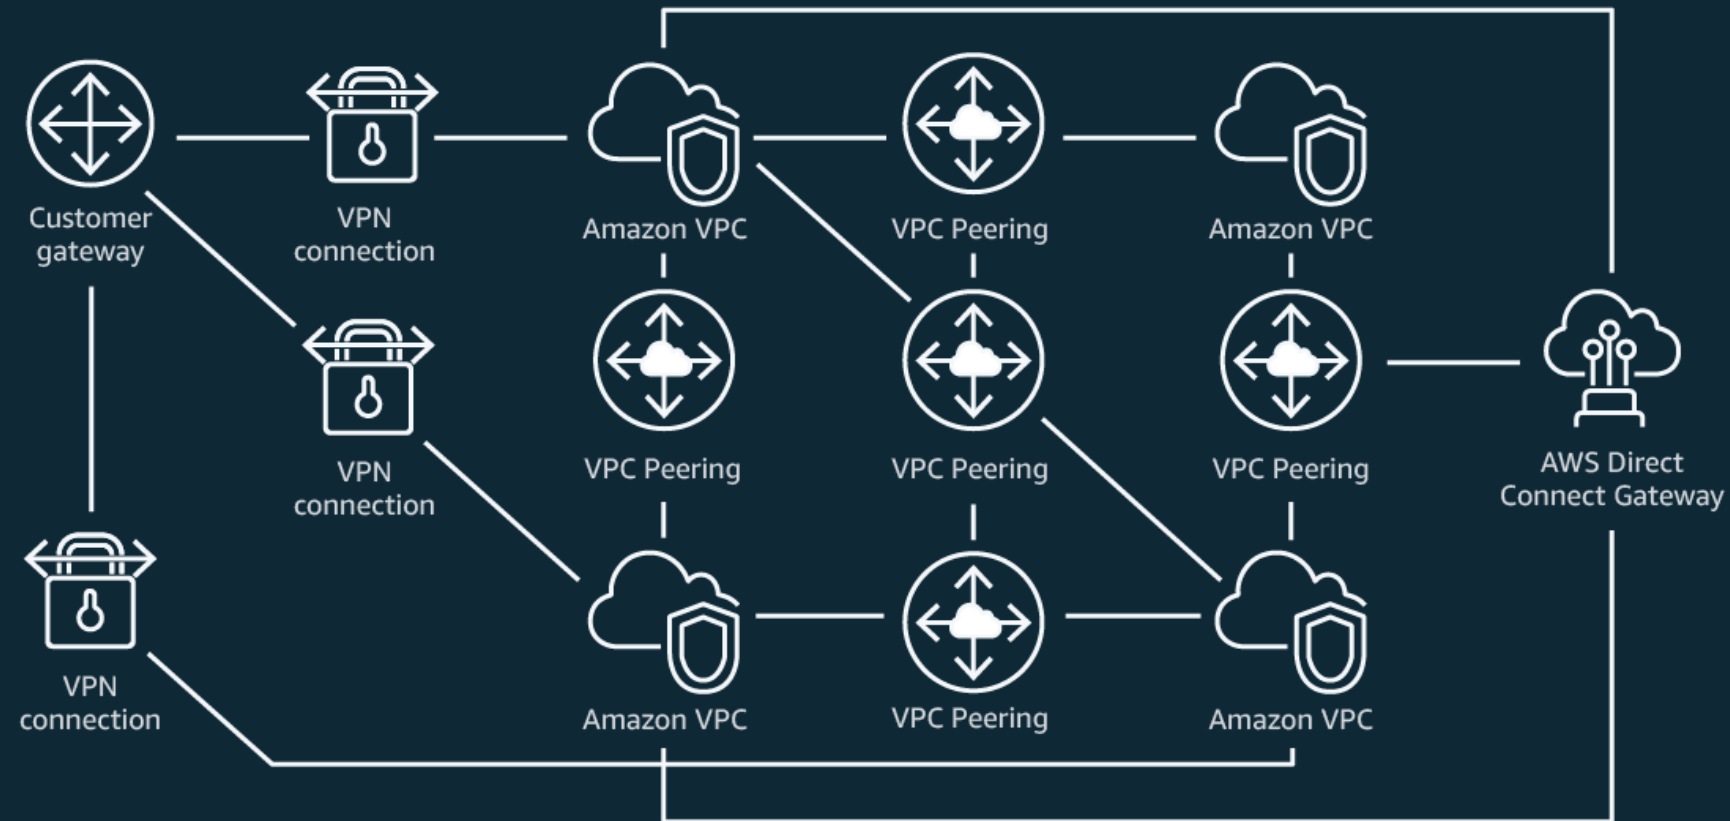 Customer
gateway
VPN
connection
Amazon VPC
VPC Peering
Amazon VPC
VPN
connection
VPC Peering
VPC Peering
VPC Peering
AWS Direct
Connect Gateway
VPN
connection
Amazon VPC
VPC Peering
Amazon VPC